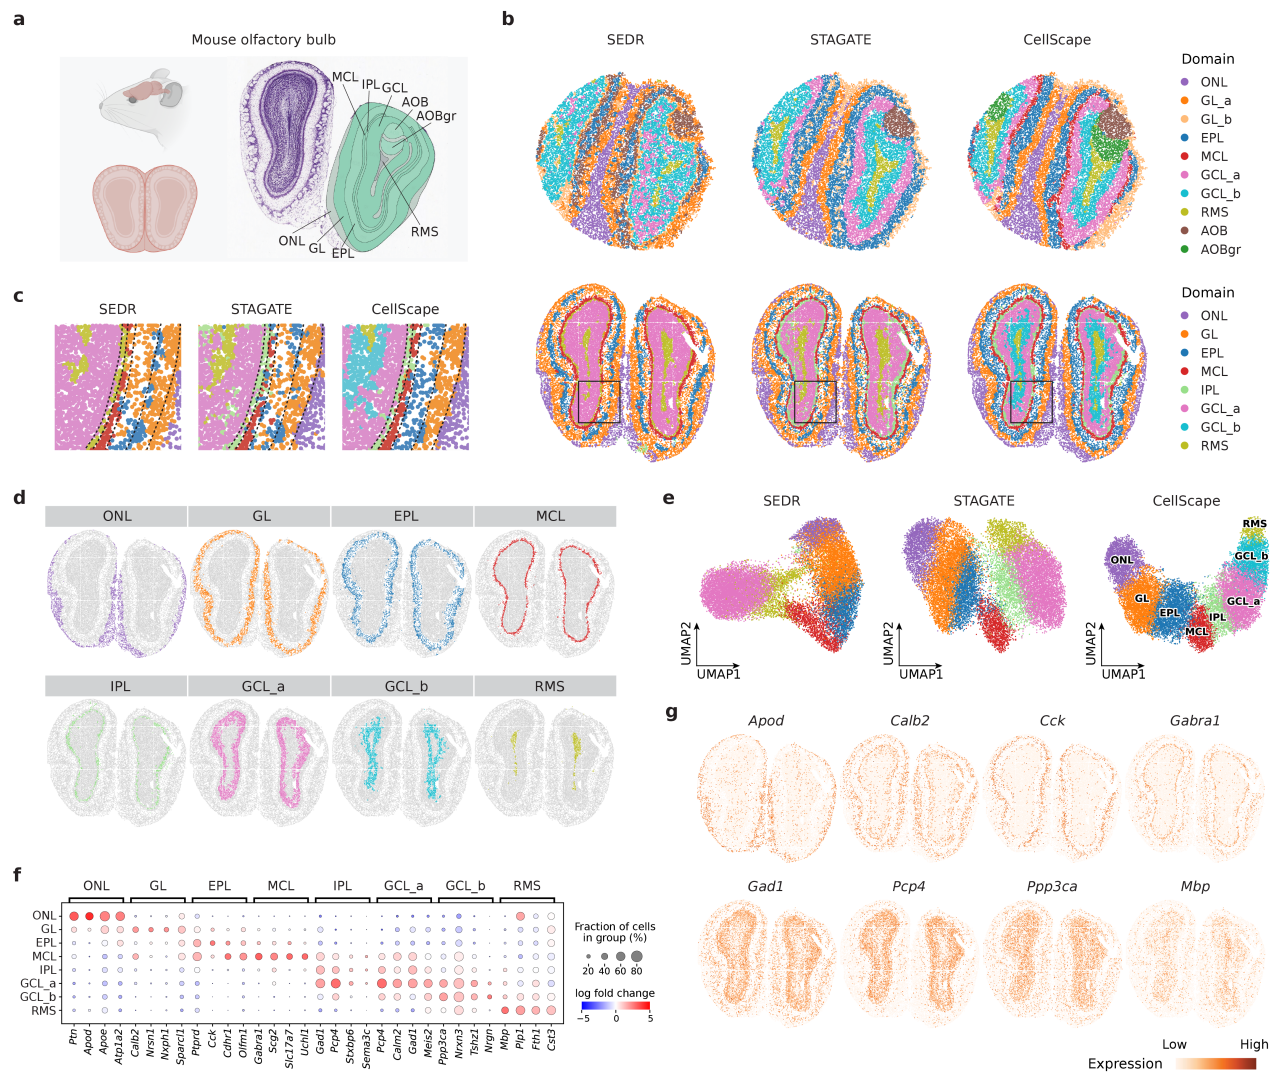 a
Mouse olfactory bulb
MCL
IPL
GCL
AOB
AOBgr
ONL
GL
EPL
RMS
b
SEDR
STAGATE
CellScape
Domain
ONL
GL_a
GL_b
EPL
MCL
GCL_a
GCL_b
RMS
AOB
AOBgr
Domain
ONL
GL
EPL
MCL
IPL
GCL_a
GCL_b
RMS
c
SEDR
STAGATE
CellScape
d
ONL
GL
EPL
MCL
IPL
GCL_a
GCL_b
RMS
e
SEDR
STAGATE
CellScape
UMAP2
UMAP1
UMAP2
UMAP1
UMAP2
UMAP1
RMS
ONL
GCL_b
GL
EPL
GCL_a
IPL
MCL
f
ONL GL EPL MCL IPL GCL_a GCL_b RMS
ONL
GL
EPL
MCL
IPL
GCL_a
GCL_b
RMS
Ptn Apod Apoe Atp1a2 Calb2 Nrsn1 Nxph1 Sparcl1 Ptprd Cck Cdhr1 Olfm1 Gabra1 Scg2 Slc17a7 Uchl1 Gad1 Pcp4 Stxbp6 Sema3c Pcp4 Calm2 Gad1 Meis2 Ppp3ca Nrxn3 Tshz1 Nrgn Mbp Plp1 Fth1 Cst3
Fraction of cells
in group (%)
20 40 60 80
log fold change
−5 0 5
g
Apod
Calb2
Cck
Gabra1
Gad1
Pcp4
Ppp3ca
Mbp
Low High
Expression